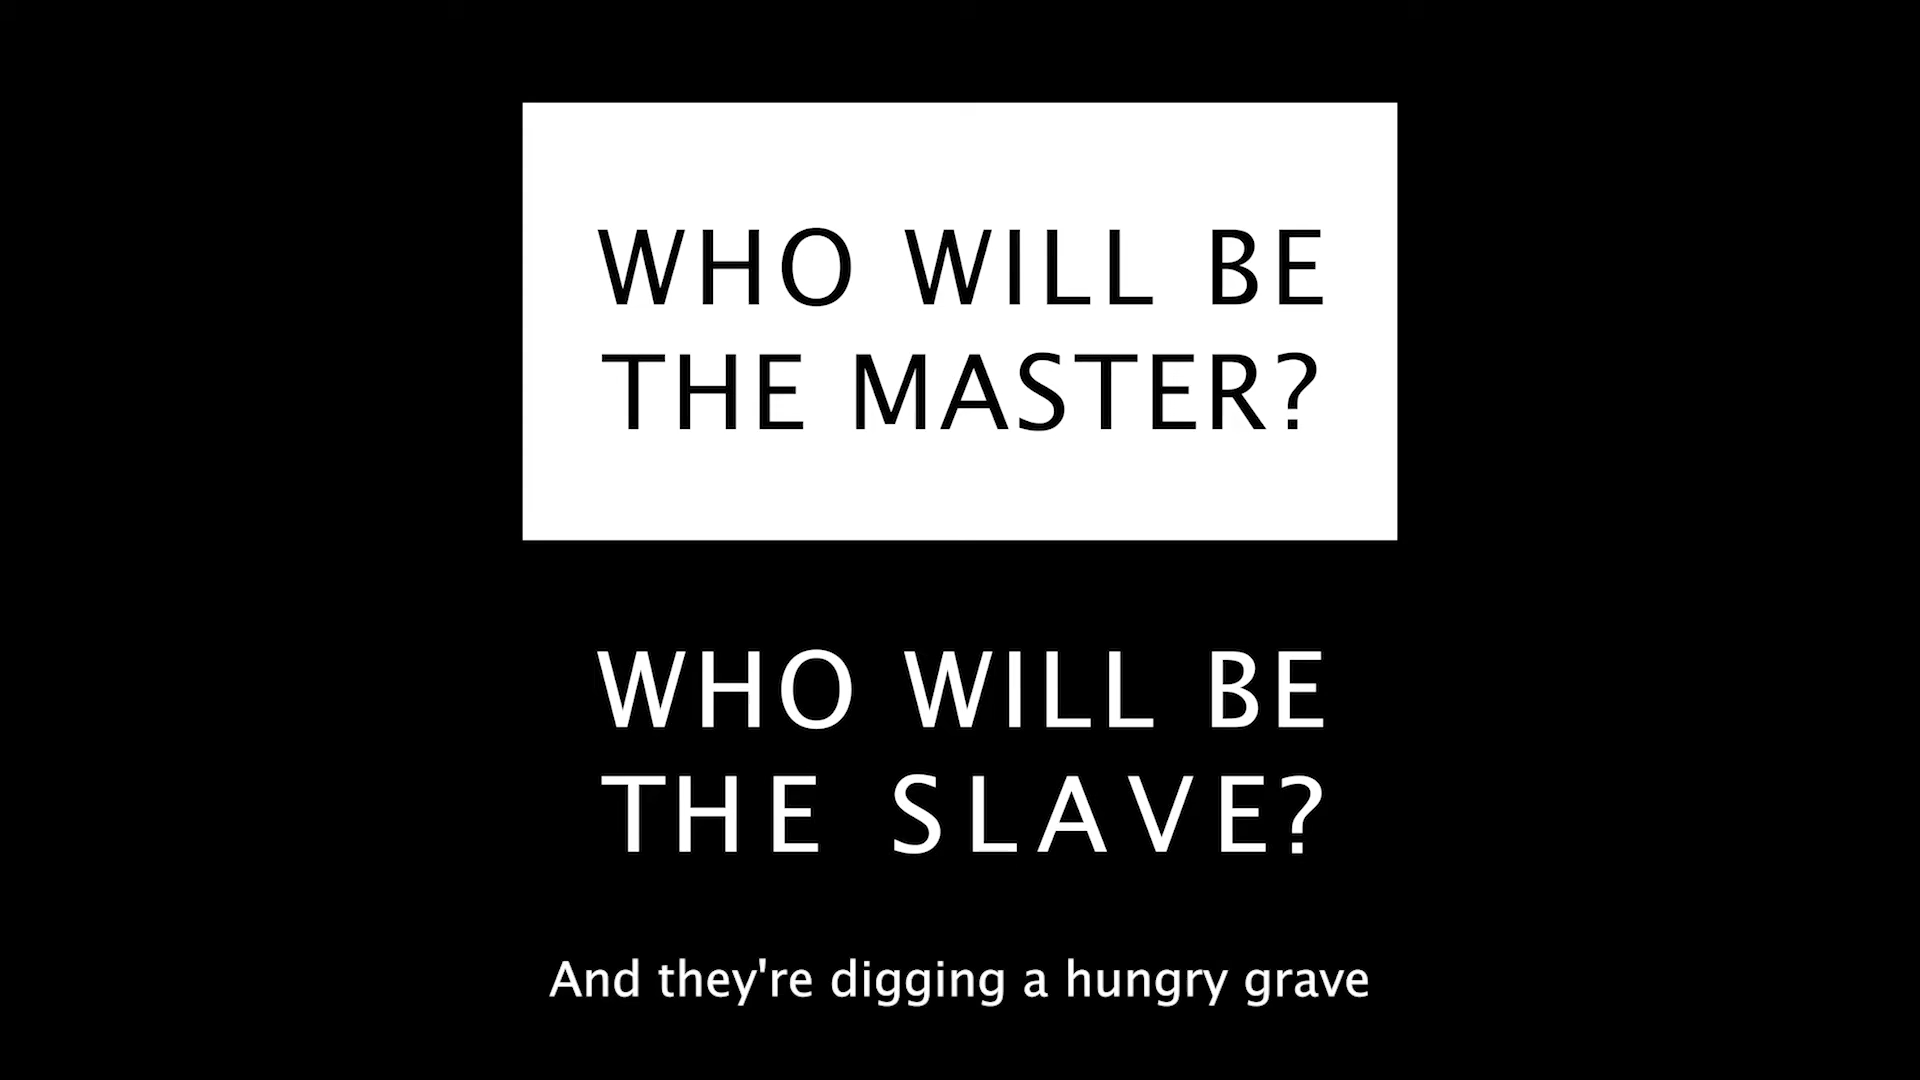 WHO WILL BE
THE MASTER?
WHO WILL BE
THE SLAVE?
And they're digging a hungry grave